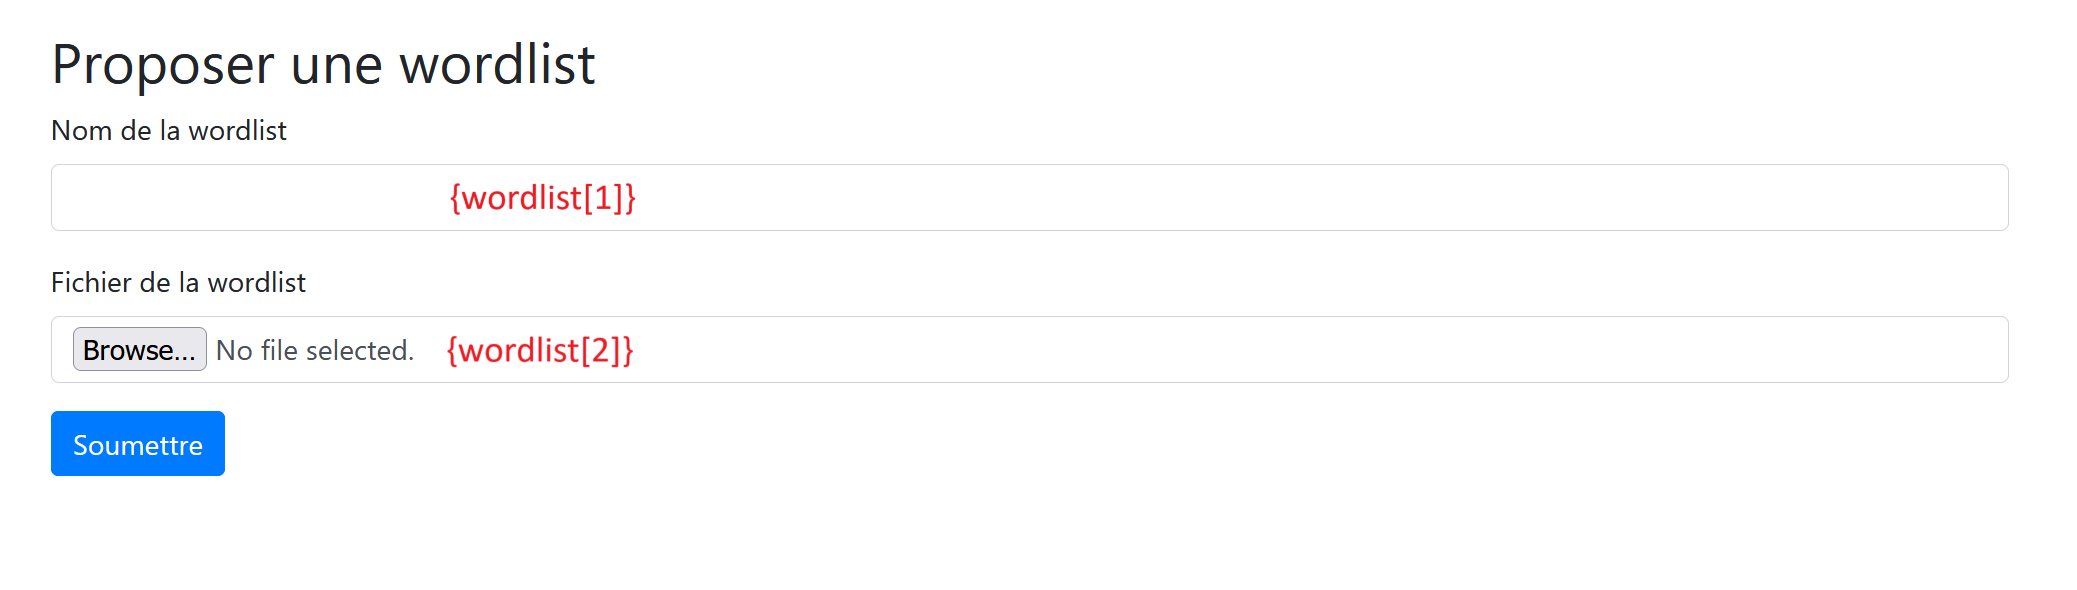 Proposer une wordlist
Nom de la wordlist
{wordlist[1]}
Fichier de la wordlist
Browse... No file selected. {wordlist[2]}
Soumettre